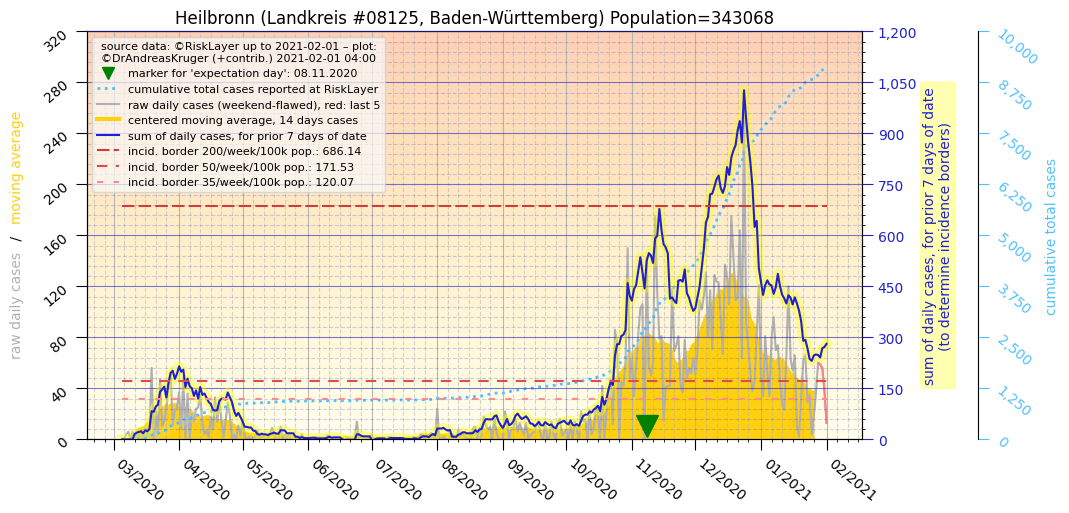 Heilbronn (Landkreis #08125, Baden-Württemberg) Population=343068
source data: ©RiskLayer up to 2021-02-01 – plot:
©DrAndreasKruger (+contrib.) 2021-02-01 04:00
marker for 'expectation day': 08.11.2020
cumulative total cases reported at RiskLayer
raw daily cases (weekend-flawed), red: last 5
centered moving average, 14 days cases
sum of daily cases, for prior 7 days of date
incid. border 200/week/100k pop.: 686.14
incid. border 50/week/100k pop.: 171.53
incid. border 35/week/100k pop.: 120.07
raw daily cases / moving average
320
280
240
200
160
120
80
40
0
03/2020
04/2020
05/2020
06/2020
07/2020
08/2020
09/2020
10/2020
11/2020
12/2020
01/2021
02/2021
1,200
1,050
900
750
600
450
300
150
0
sum of daily cases, for prior 7 days of date
(to determine incidence borders)
10,000
8,750
7,500
6,250
5,000
3,750
2,500
1,250
0
cumulative total cases